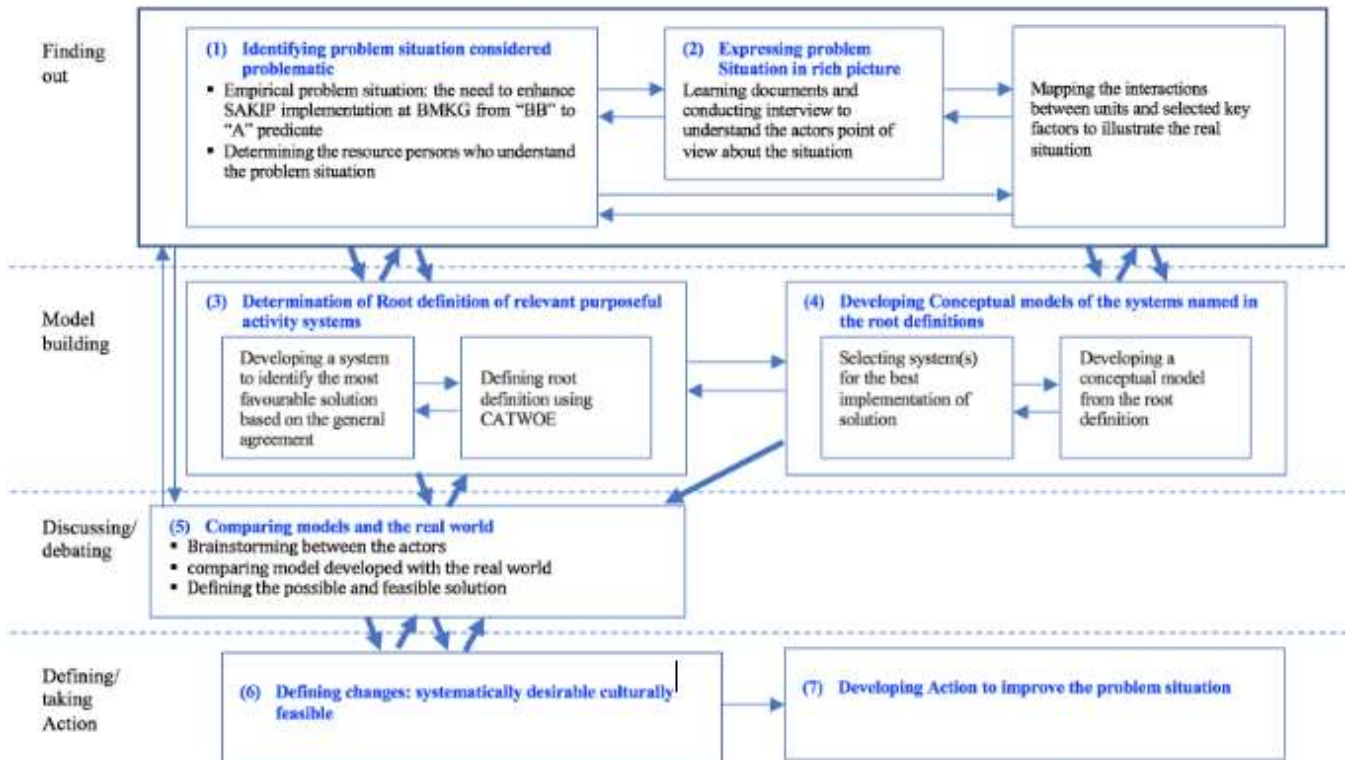 Finding
out
(1) Identifying problem situation considered
problematic
▪ Empirical problem situation: the need to enhance
SAKIP implementation at BMKG from “BB” to
“A” predicate
▪ Determining the resource persons who understand
the problem situation
(2) Expressing problem
Situation in rich picture
Learning documents and
conducting interview to
understand the actors point of
view about the situation
Mapping the interactions
between units and selected key
factors to illustrate the real
situation
Model
building
(3) Determination of Root definition of relevant purposeful
activity systems
Developing a system
to identify the most
favourable solution
based on the general
agreement
Defining root
definition using
CATWOE
(4) Developing Conceptual models of the systems named in
the root definitions
Selecting system(s)
for the best
implementation of
solution
Developing a
conceptual model
from the root
definition
Discussing/
debating
(5) Comparing models and the real world
▪ Brainstorming between the actors
▪ comparing model developed with the real world
▪ Defining the possible and feasible solution
Defining/
taking
Action
(6) Defining changes: systematically desirable culturally
feasible
(7) Developing Action to improve the problem situation